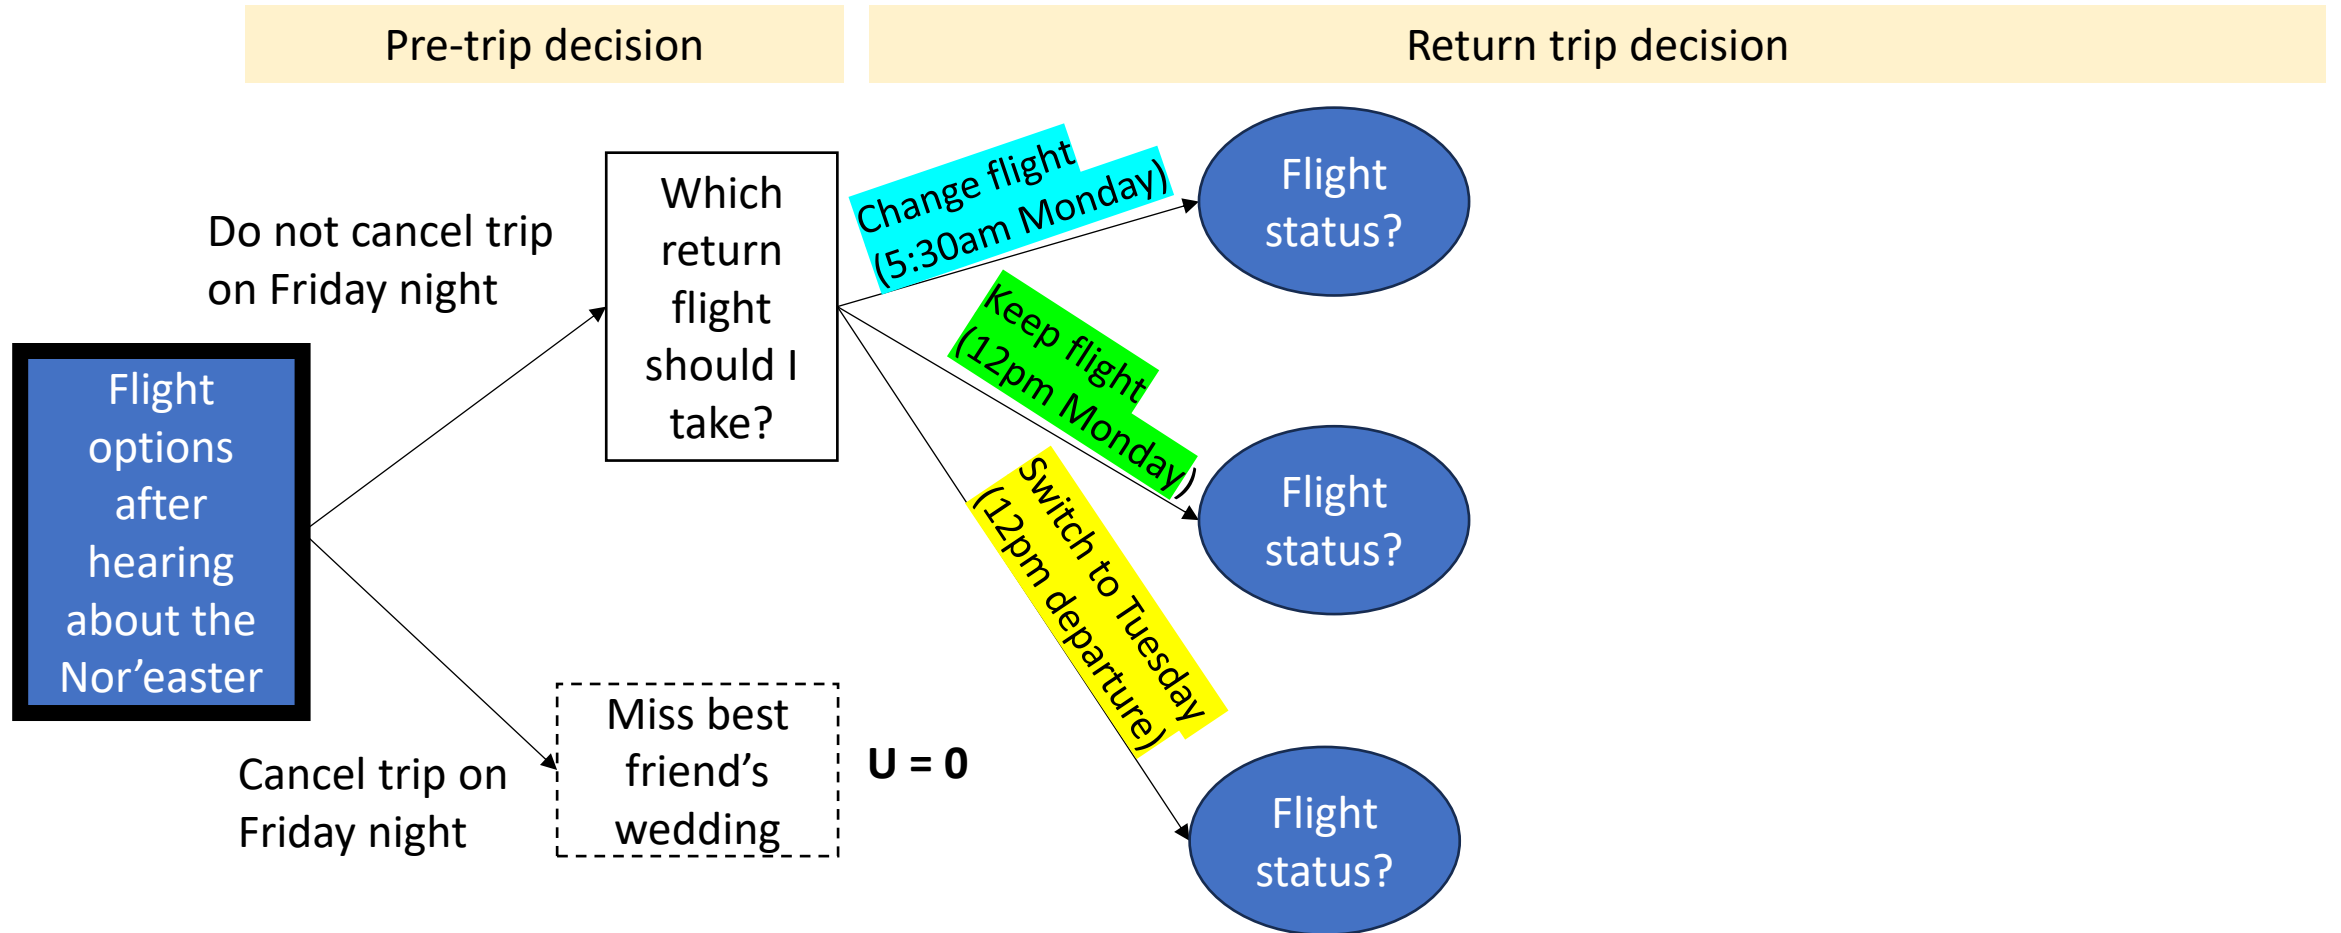 Pre-trip decision
Return trip decision
Do not cancel trip
on Friday night
Which
return
flight
should I
take?
Change flight
(5:30am Monday)
Flight
status?
Keep flight
(12pm Monday)
Flight
status?
Switch to Tuesday
(12pm departure)
Flight
status?
Flight
options
after
hearing
about the
Nor’easter
Cancel trip on
Friday night
Miss best
friend’s
wedding
U = 0